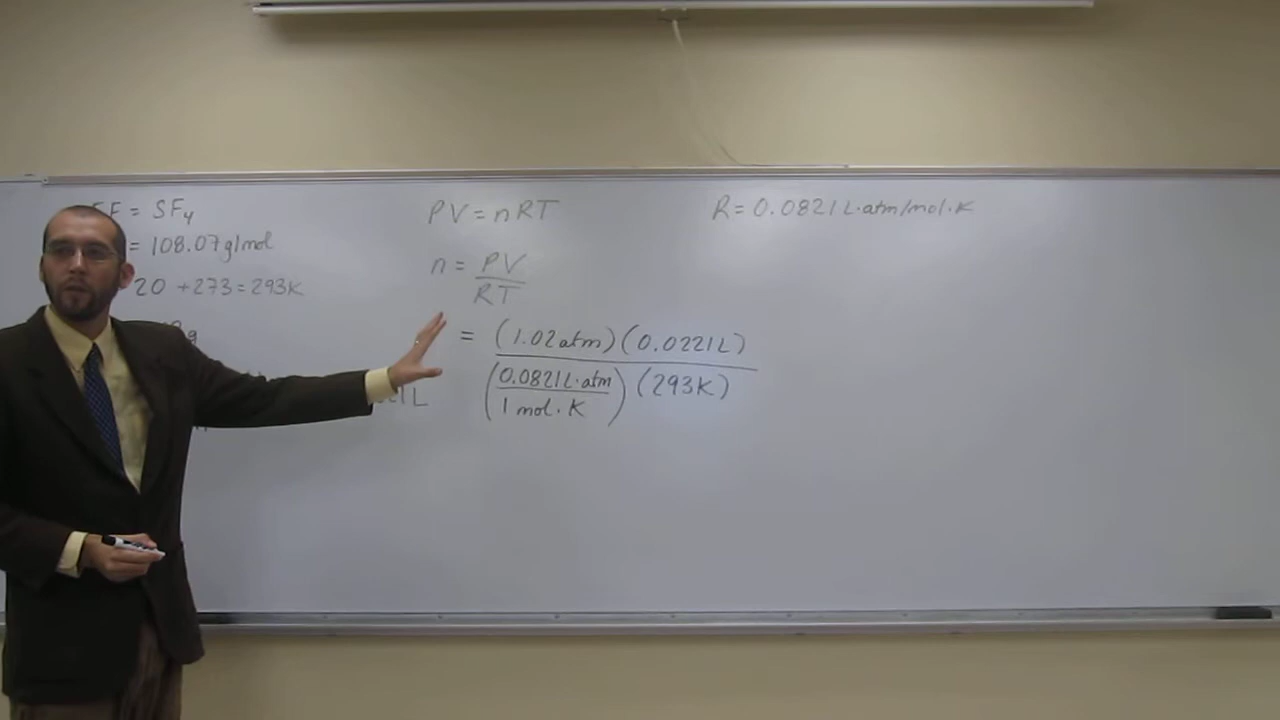 = SF₄
= 108.07 g/mol
20 + 273 = 293K
g
L
PV = nRT
n = PV
RT
= (1.02 atm)(0.0221L)
(0.0821 L·atm
1 mol·K) (293K)
R = 0.0821 L·atm/mol·K